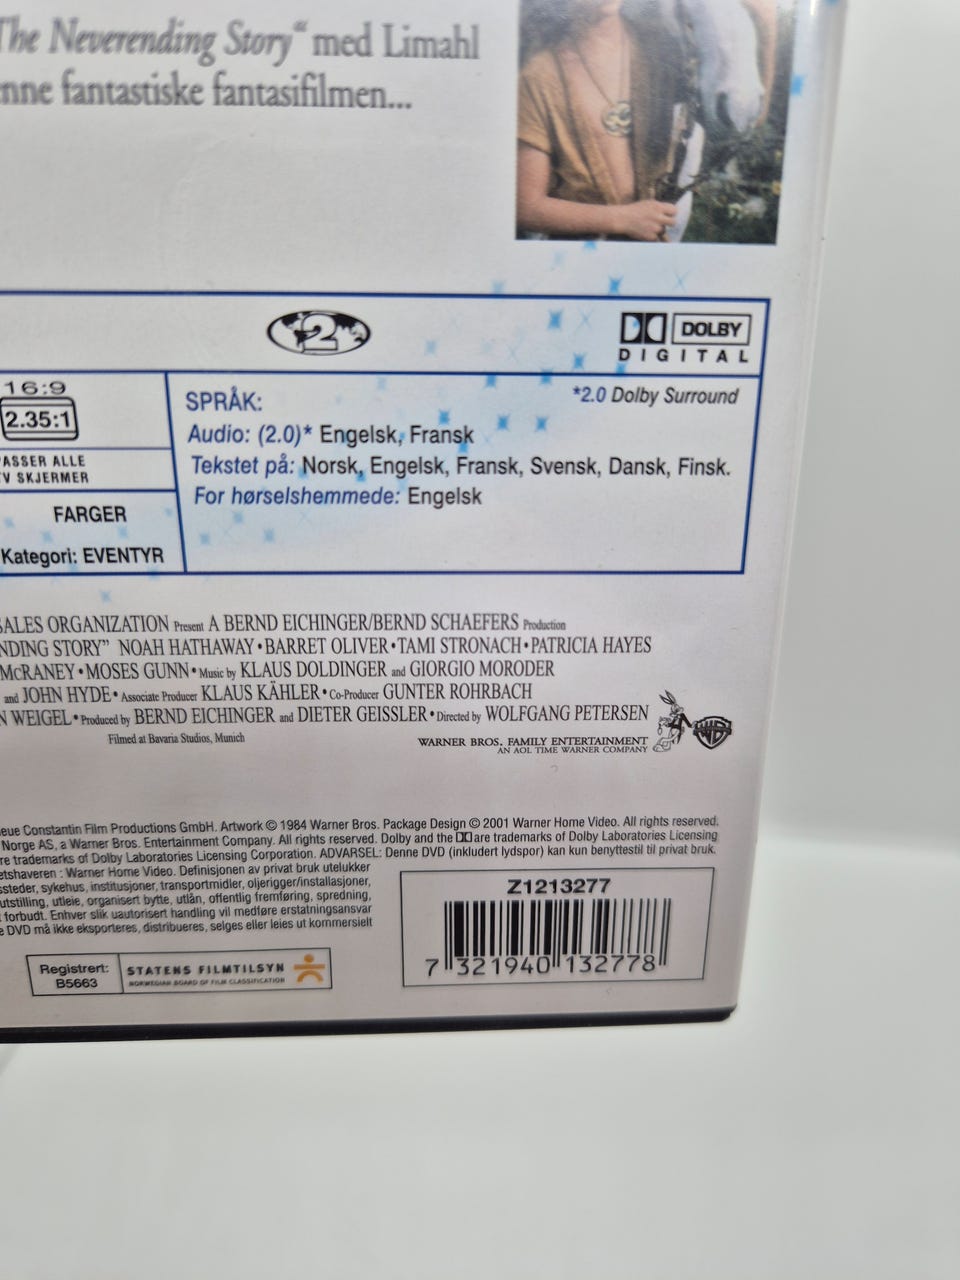 The Neverending Story“ med Limahl
nne fantastiske fantasifilmen...
2
DOLBY
DIGITAL
16:9
2.35:1
ASSER ALLE
V SKJERMER
FARGER
Kategori: EVENTYR
*2.0 Dolby Surround
SPRÅK:
Audio: (2.0)* Engelsk, Fransk
Tekstet på: Norsk, Engelsk, Fransk, Svensk, Dansk, Finsk.
For hørselshemmede: Engelsk
SALES ORGANIZATION Present A BERND EICHINGER/BERND SCHAEFERS Production
NDING STORY” NOAH HATHAWAY • BARRET OLIVER • TAMI STRONACH • PATRICIA HAYES
McRANEY • MOSES GUNN • Music by KLAUS DOLDINGER and GIORGIO MORODER
and JOHN HYDE • Associate Producer KLAUS KÄHLER • Co-Producer GUNTER ROHRBACH
N WEIGEL • Produced by BERND EICHINGER and DIETER GEISSLER • Directed by WOLFGANG PETERSEN
Filmed at Bavaria Studios, Munich
WARNER BROS. FAMILY ENTERTAINMENT
AN AOL TIME WARNER COMPANY
WB
eue Constantin Film Productions GmbH. Artwork © 1984 Warner Bros. Package Design © 2001 Warner Home Video. All rights reserved.
Norge AS, a Warner Bros. Entertainment Company. All rights reserved. Dolby and the are trademarks of Dolby Laboratories Licensing
re trademarks of Dolby Laboratories Licensing Corporation. ADVARSEL: Denne DVD (inkludert lydspor) kan kun benyttestil til privat bruk.
etshaveren : Warner Home Video. Definisjonen av privat bruk utelukker
ssteder, sykehus, institusjoner, transportmidler, oljerigger/installasjoner,
utstilling, utleie, organisert bytte, utlån, offentlig fremføring, spredning,
forbudt. Enhver slik uautorisert handling vil medføre erstatningsansvar
e DVD må ikke eksporteres, distribueres, selges eller leies ut kommersielt
Z1213277
7 321940 132778
Registrert:
B5663
STATENS FILMTILSYN
NORWEGIAN BOARD OF FILM CLASSIFICATION